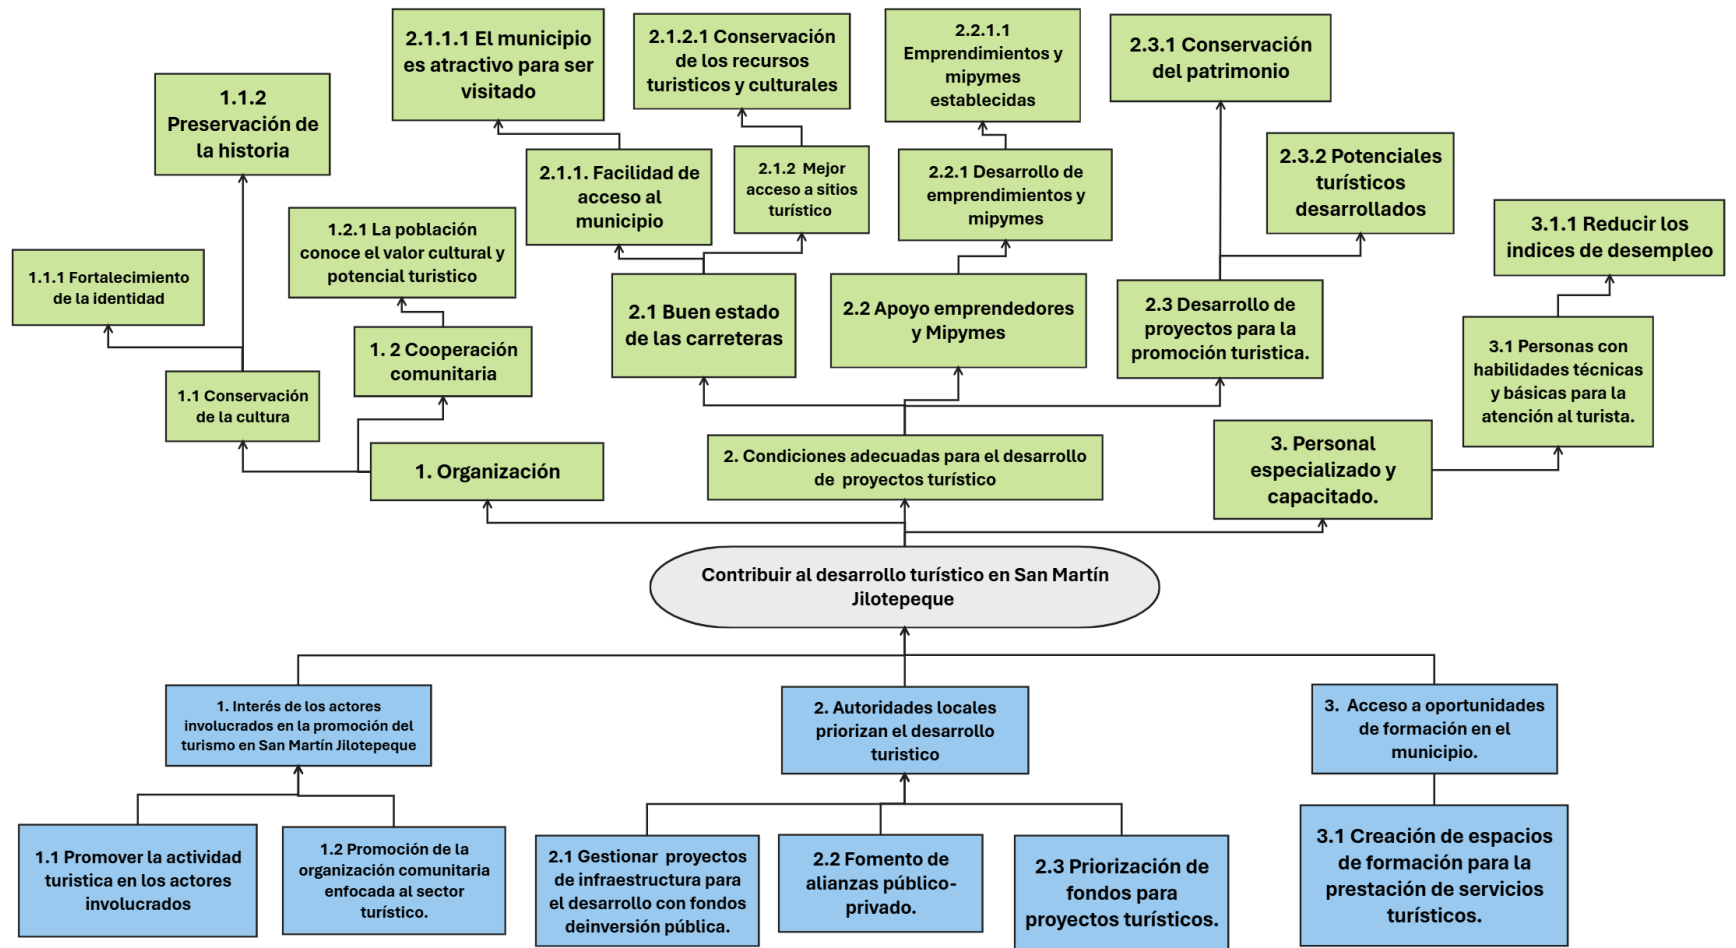 2.1.1.1 El municipio
es atractivo para ser
visitado
2.1.2.1 Conservación
de los recursos
turisticos y culturales
2.2.1.1
Emprendimientos y
mipymes
establecidas
2.3.1 Conservación
del patrimonio
1.1.2
Preservación de
la historia
2.1.1. Facilidad de
acceso al
municipio
2.1.2 Mejor
acceso a sitios
turístico
2.2.1 Desarrollo de
emprendimientos y
mipymes
2.3.2 Potenciales
turísticos
desarrollados
3.1.1 Reducir los
indices de desempleo
1.1.1 Fortalecimiento
de la identidad
1.2.1 La población
conoce el valor cultural y
potencial turistico
2.1 Buen estado
de las carreteras
2.2 Apoyo emprendedores
y Mipymes
2.3 Desarrollo de
proyectos para la
promoción turistica.
3.1 Personas con
habilidades técnicas
y básicas para la
atención al turista.
1.1 Conservación
de la cultura
1. 2 Cooperación
comunitaria
1. Organización
2. Condiciones adecuadas para el desarrollo
de proyectos turístico
3. Personal
especializado y
capacitado.
Contribuir al desarrollo turístico en San Martín
Jilotepeque
1. Interés de los actores
involucrados en la promoción del
turismo en San Martín Jilotepeque
2. Autoridades locales
priorizan el desarrollo
turistico
3. Acceso a oportunidades
de formación en el
municipio.
1.1 Promover la actividad
turistica en los actores
involucrados
1.2 Promoción de la
organización comunitaria
enfocada al sector
turístico.
2.1 Gestionar proyectos
de infraestructura para
el desarrollo con fondos
deinversión pública.
2.2 Fomento de
alianzas público-
privado.
2.3 Priorización de
fondos para
proyectos turísticos.
3.1 Creación de espacios
de formación para la
prestación de servicios
turísticos.